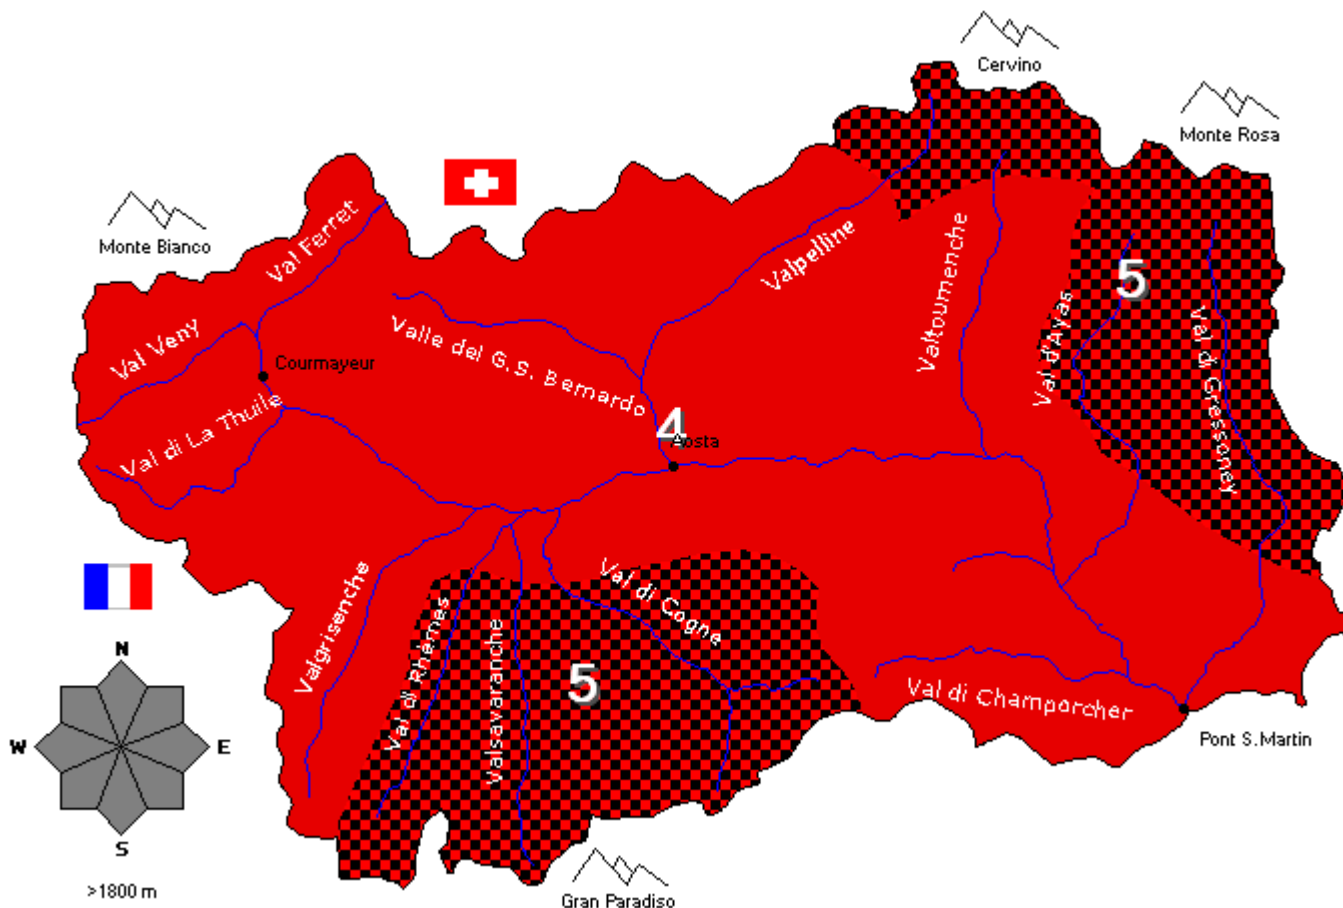 Cervino
Monte Rosa
Monte Bianco
Val Ferret
Valpelline
5
Val Veny
Valtournenche
Valle del G.S. Bernardo
Val d'Ayas
Val di Gressoney
Courmayeur
Val di La Thuile
4
Aosta
Valgrisenche
Val di Rhèmes
Valsavaranche
Val di Cogne
5
Val di Champorcher
Pont S.Martin
N
W
E
S
>1800 m
Gran Paradiso